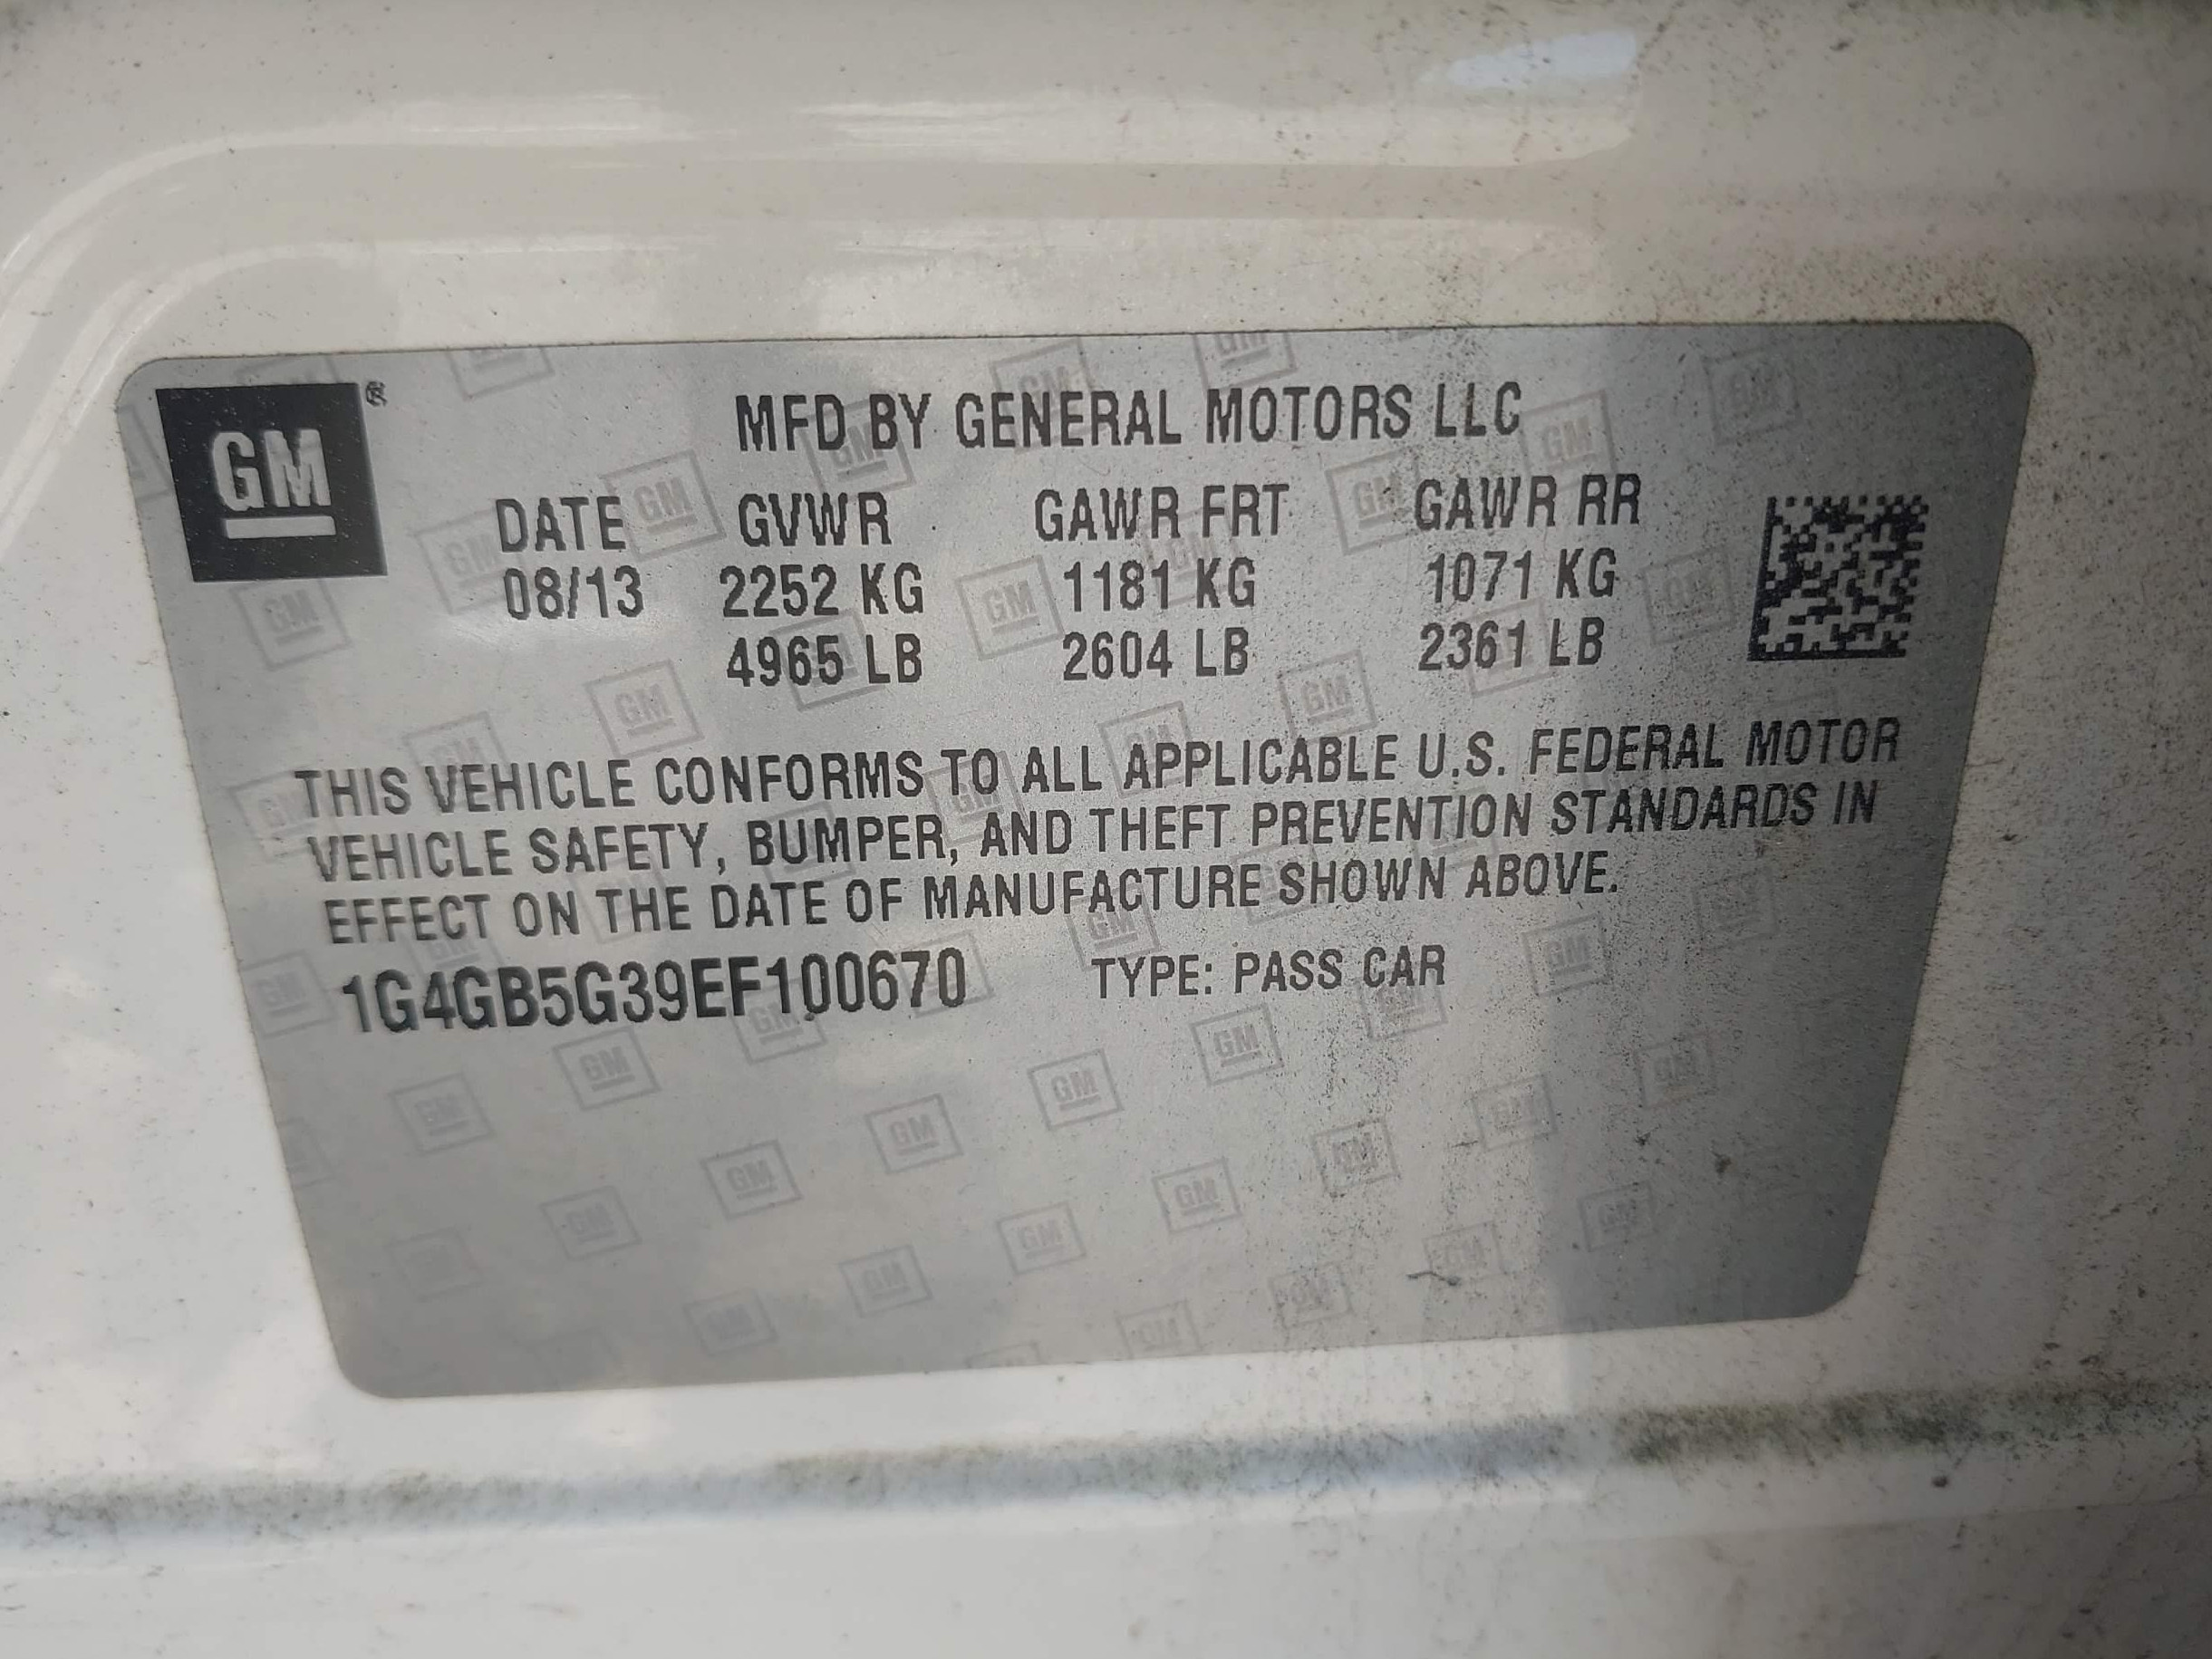 GM ®
MFD BY GENERAL MOTORS LLC
DATE GVWR GAWR FRT GAWR RR
08/13 2252 KG 1181 KG 1071 KG
4965 LB 2604 LB 2361 LB
THIS VEHICLE CONFORMS TO ALL APPLICABLE U.S. FEDERAL MOTOR
VEHICLE SAFETY, BUMPER, AND THEFT PREVENTION STANDARDS IN
EFFECT ON THE DATE OF MANUFACTURE SHOWN ABOVE.
1G4GB5G39EF100670 TYPE: PASS CAR